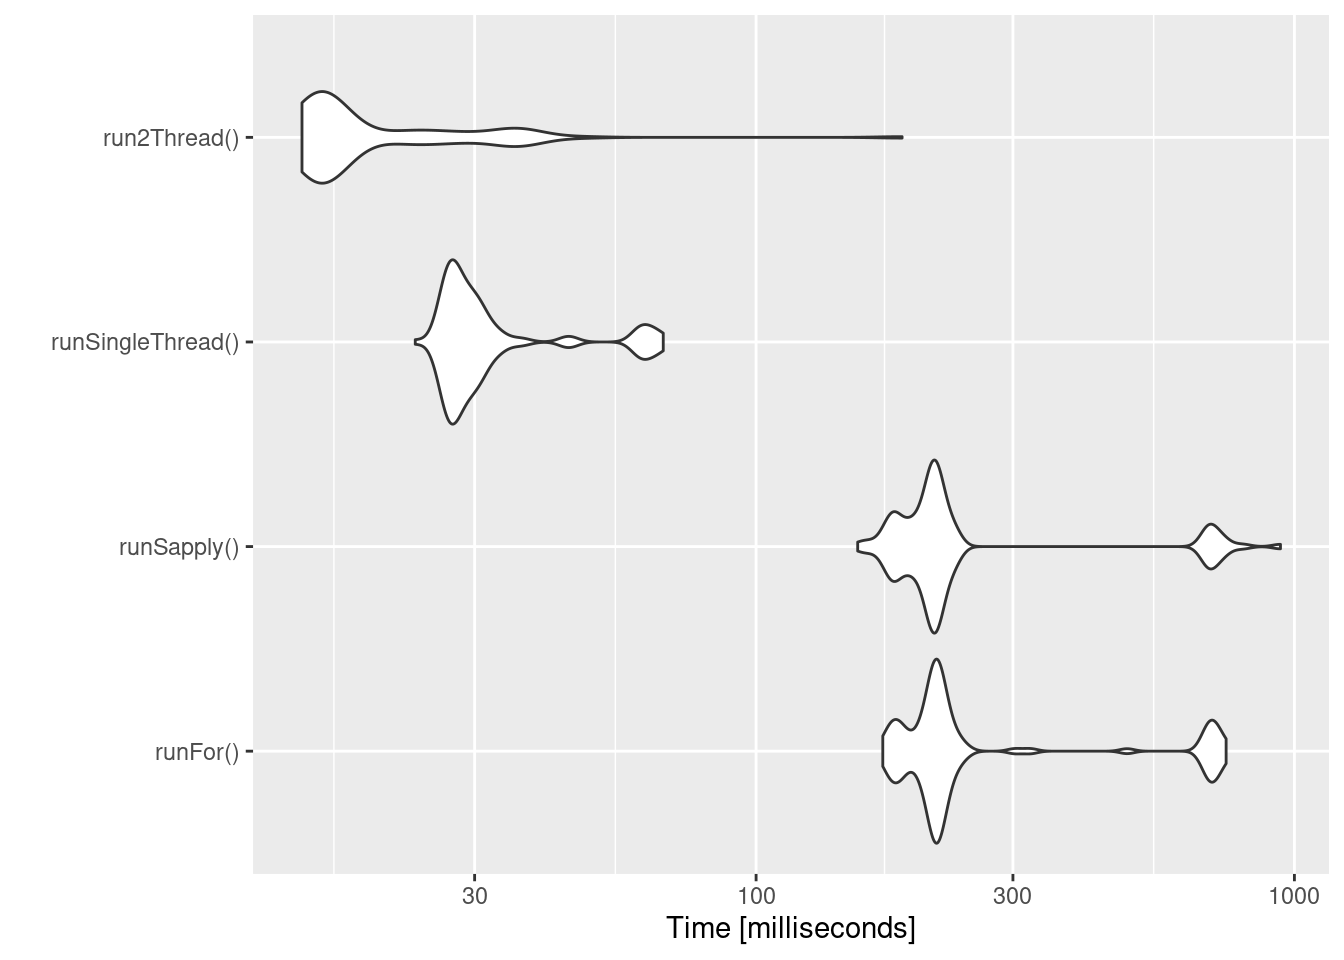 run2Thread()
runSingleThread()
runSapply()
runFor()
30
100
300
1000
Time [milliseconds]